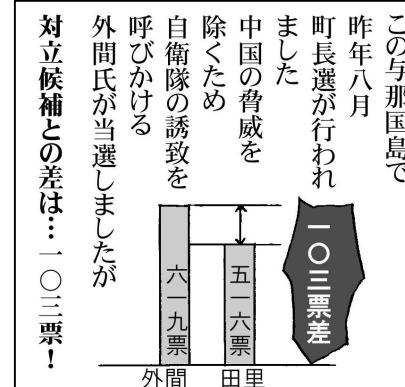 この与那国島で
昨年八月
町長選が行われ
ました
中国の脅威を
除くため
自衛隊の誘致を
呼びかける
外間氏が当選しましたが
対立候補との差は…一〇三票！
一〇三票差
五一六票
六一九票
外間
田里